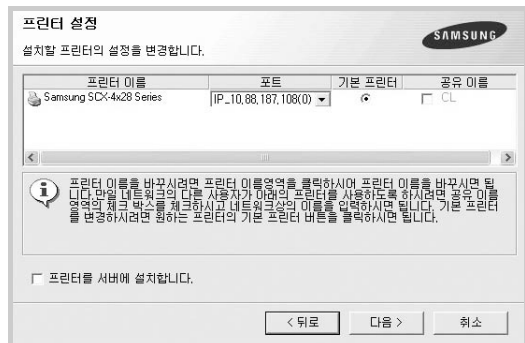 프린터 설정
설치할 프린터의 설정을 변경합니다.
SAMSUNG
프린터 이름 포트 기본 프린터 공유 이름
Samsung SCX-4x28 Series IP_10,88,187,108(0) CL
프린터 이름을 바꾸시려면 프린터 이름영역을 클릭하시어 프린터 이름을 바꾸시면 됩
니다.만일 네트워크의 다른 사용자가 아래의 프린터를 사용하도록 하시려면 공유 이름
영역의 체크 박스를 체크하시고 네트워크상의 이름을 입력하시면 됩니다. 기본 프린터
를 변경하시려면 원하는 프린터의 기본 프린터 버튼을 클릭하시면 됩니다.
프린터를 서버에 설치합니다.
< 뒤로 다음 > 취소